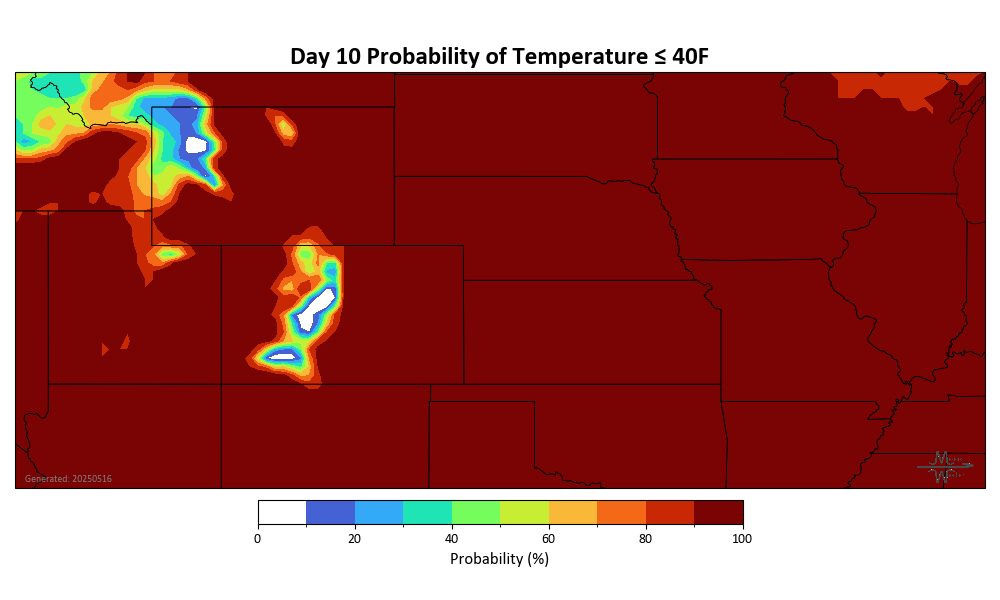 Day 10 Probability of Temperature ≤ 40F
Generated: 20250516
M
W
0 20 40 60 80 100
Probability (%)